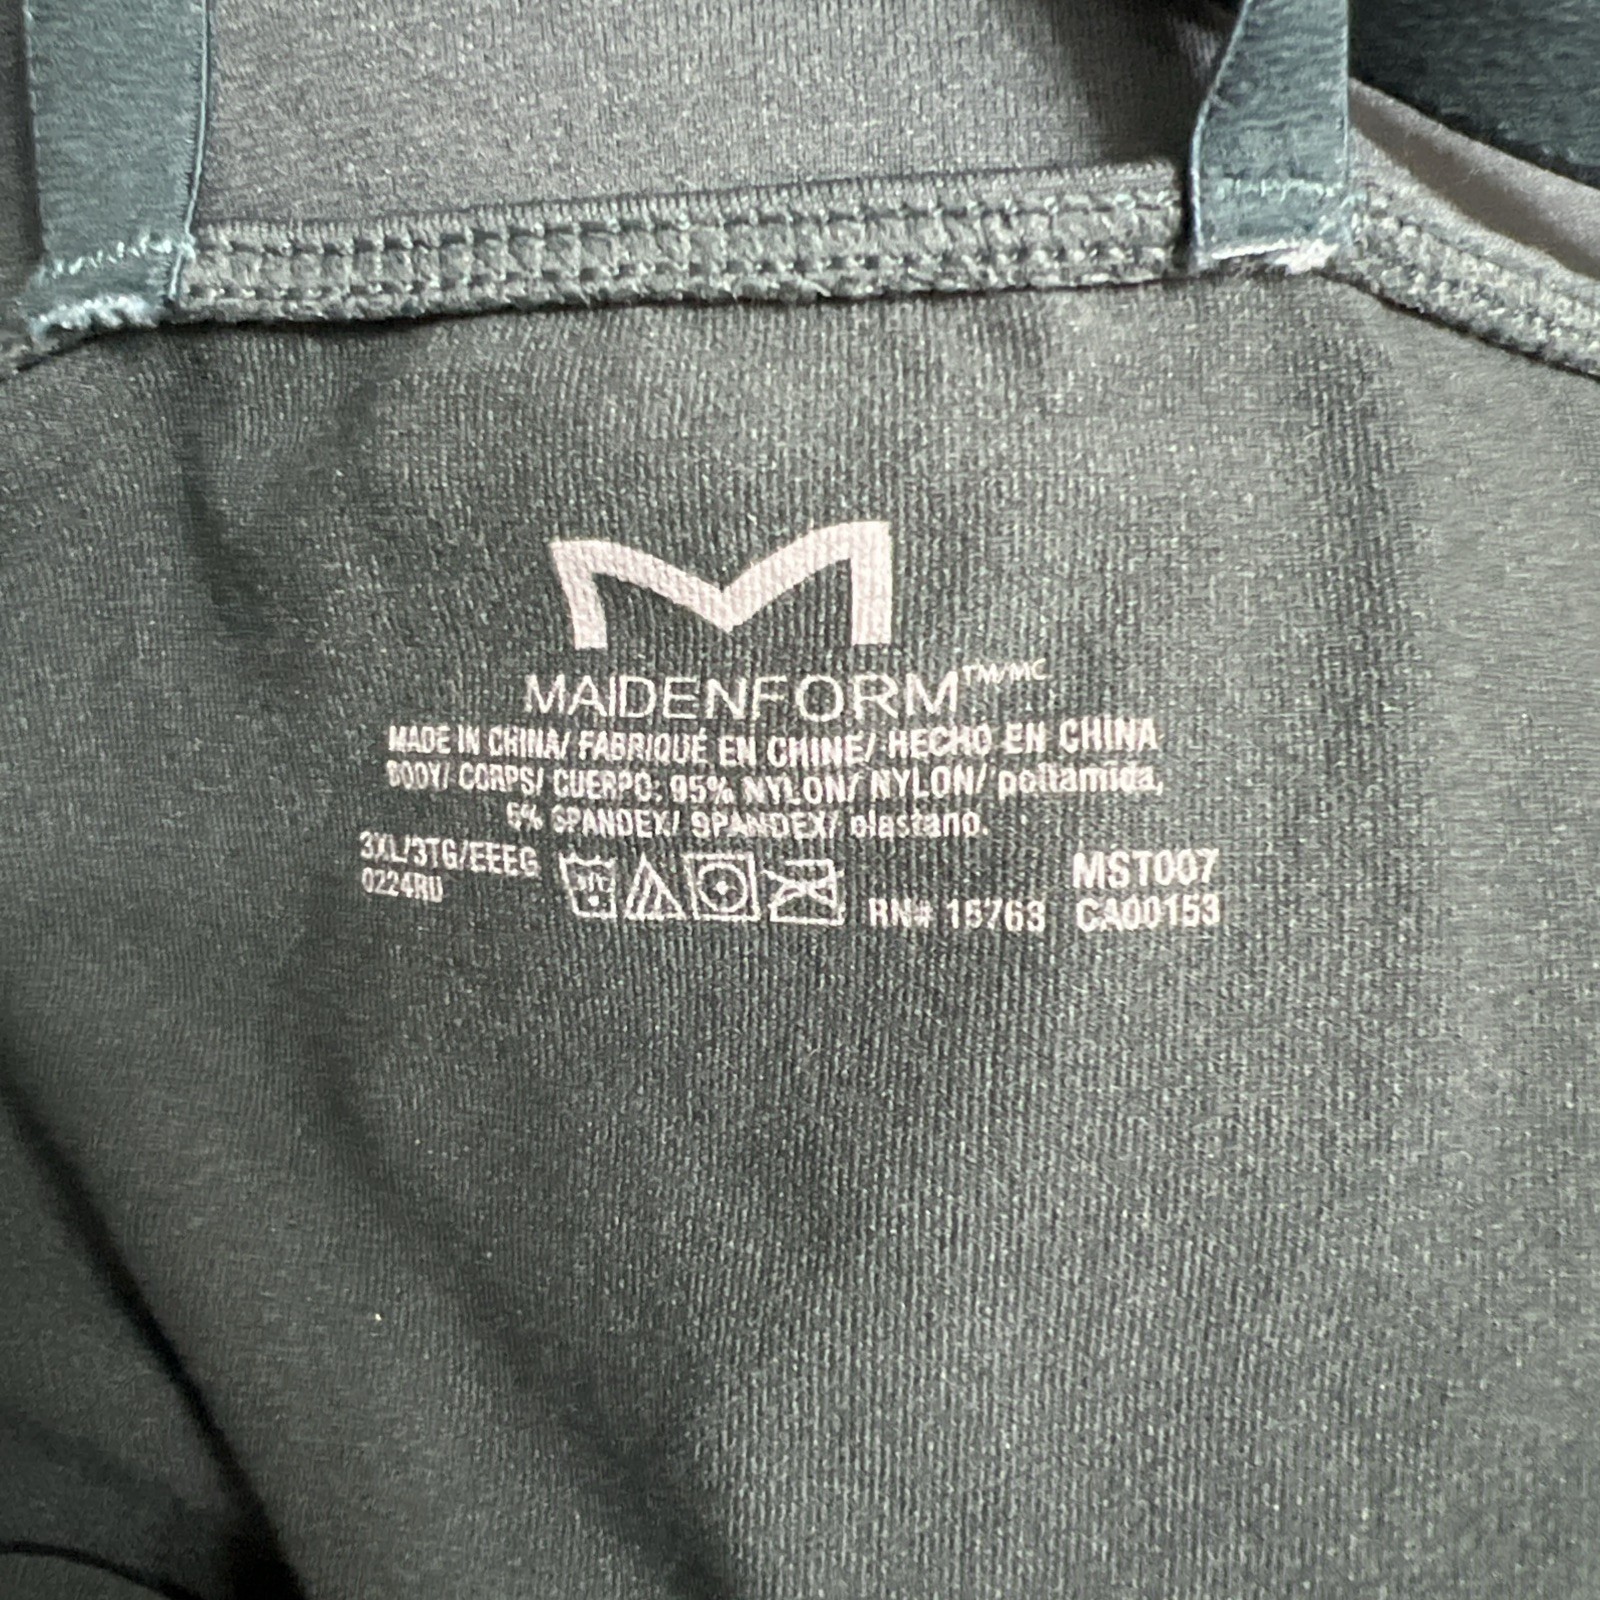 MAIDENFORM™/MC
MADE IN CHINA/ FABRIQUÉ EN CHINE/ HECHO EN CHINA
BODY/ CORPS/ CUERPO: 95% NYLON/ NYLON/ poliamida,
5% SPANDEX/ SPANDEX/ elastano.
3XL/3TG/EEEG
0224RU
RN# 15763
MST007
CA00153